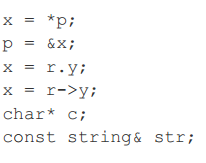 x = *p;
p = &x;
x = r.y;
x = r->y;
char* c;
const string& str;